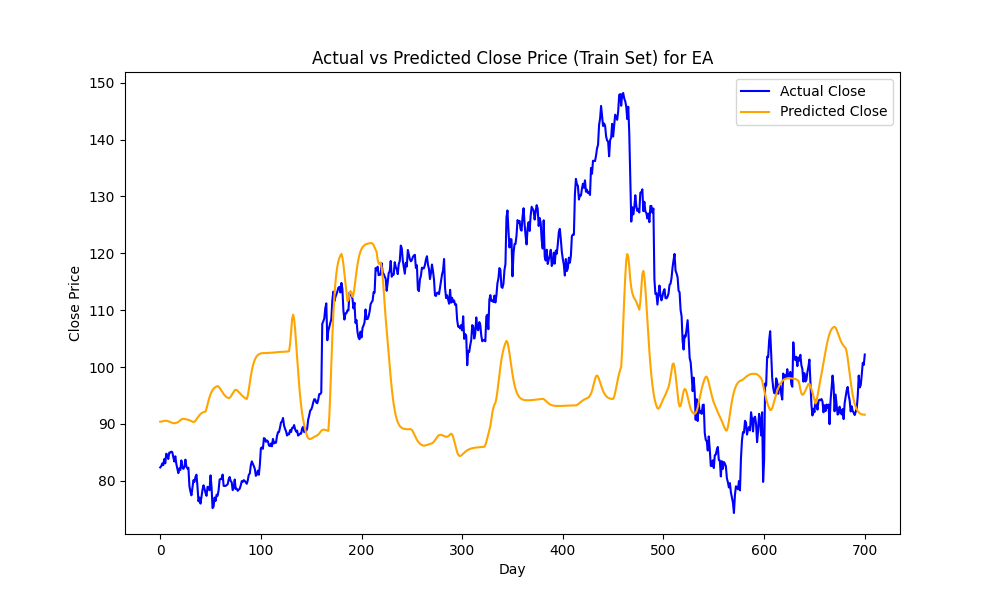 Actual vs Predicted Close Price (Train Set) for EA
Actual Close
Predicted Close
Close Price
150
140
130
120
110
100
90
80
0 100 200 300 400 500 600 700
Day